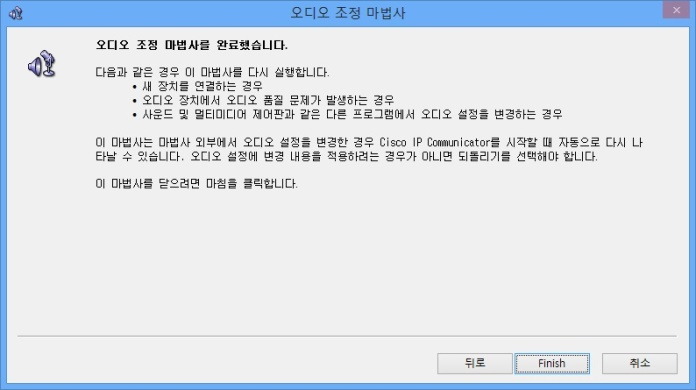 오디오 조정 마법사
오디오 조정 마법사를 완료했습니다.
다음과 같은 경우 이 마법사를 다시 실행합니다.
• 새 장치를 연결하는 경우
• 오디오 장치에서 오디오 품질 문제가 발생하는 경우
• 사운드 및 멀티미디어 제어판과 같은 다른 프로그램에서 오디오 설정을 변경하는 경우
이 마법사는 마법사 외부에서 오디오 설정을 변경한 경우 Cisco IP Communicator를 시작할 때 자동으로 다시 나
타날 수 있습니다. 오디오 설정에 변경 내용을 적용하려는 경우가 아니면 되돌리기를 선택해야 합니다.
이 마법사를 닫으려면 마침을 클릭합니다.
뒤로 Finish 취소